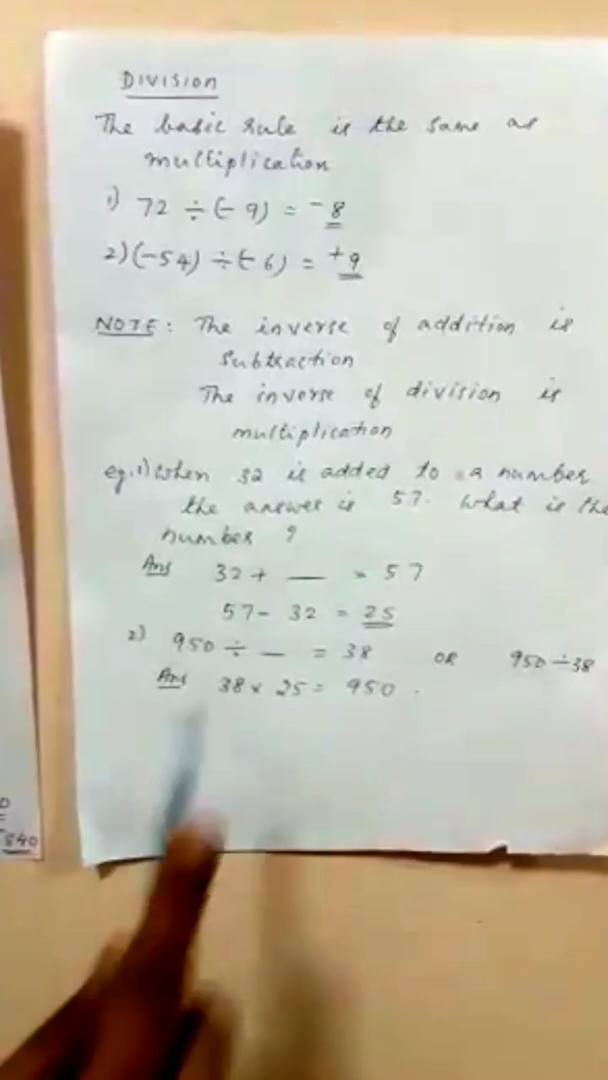 DIVISION
The basic rule is the same as
multiplication
1) 72 ÷ (- 9) = - 8
2) (-54) ÷ (- 6) = + 9
NOTE : The inverse of addition is
subtraction
The inverse of division is
multiplication
eg. 1) When 32 is added to a number
the answer is 57. What is the
number ?
Ans 32 + __ = 57
57 - 32 = 25
2) 950 ÷ __ = 38 OR 950 ÷ 38
Ans 38 x 25 = 950 .
840